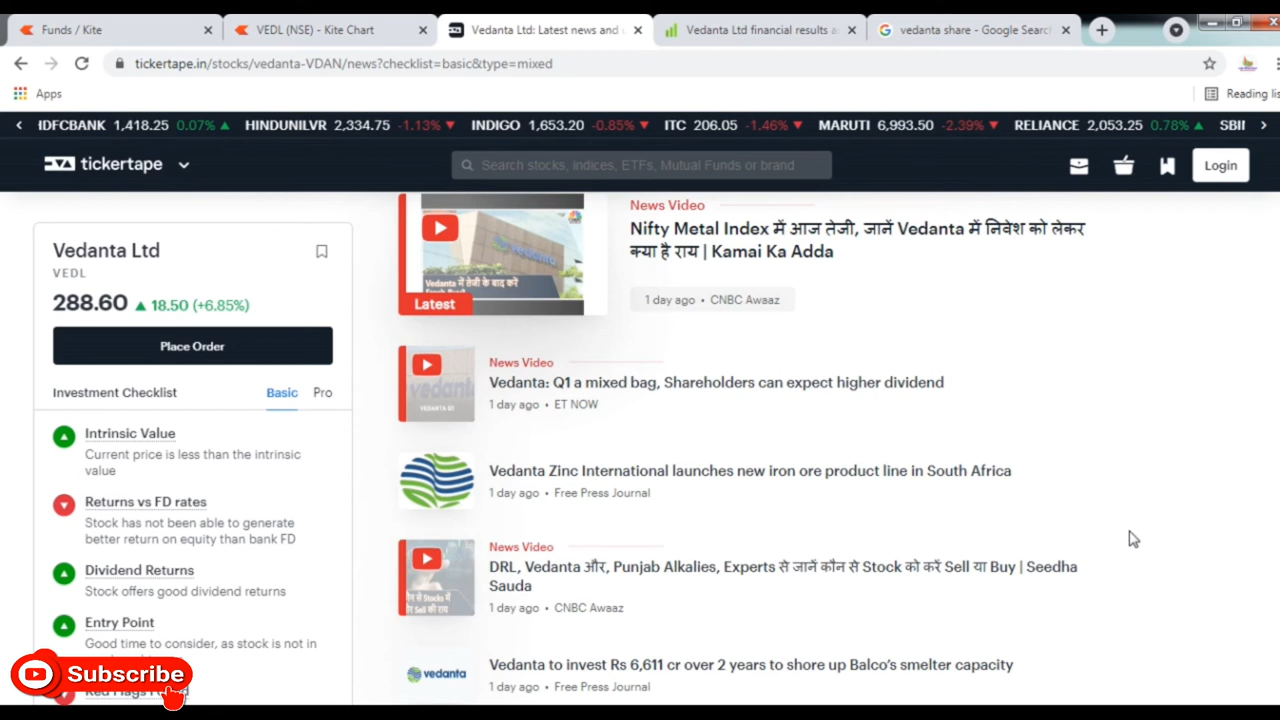 Funds / Kite
VEDL (NSE) - Kite Chart
Vedanta Ltd: Latest news and
Vedanta Ltd financial results
vedanta share - Google Search
tickertape.in/stocks/vedanta-VDAN/news?checklist=basic&type=mixed
Apps
Reading
IDFCBANK 1,418.25 0.07% HINDUNILVR 2,334.75 -1.13% INDIGO 1,653.20 -0.85% ITC 206.05 -1.46% MARUTI 6,993.50 -2.39% RELIANCE 2,053.25 0.78%
tickertape
Search stocks, indices, ETFs, Mutual Funds or brand
Login
Vedanta Ltd
VEDL
288.60 18.50 (+6.85%)
Place Order
Investment Checklist Basic Pro
Intrinsic Value
Current price is less than the intrinsic
value
Returns vs FD rates
Stock has not been able to generate
better return on equity than bank FD
Dividend Returns
Stock offers good dividend returns
Entry Point
Good time to consider, as stock is not in
Subscribe
Red Flags
vedanta
Vedanta में तेजी के बाद करें
Latest
News Video
Nifty Metal Index में आज तेजी, जानें Vedanta में निवेश को लेकर
क्या है राय | Kamai Ka Adda
1 day ago • CNBC Awaaz
vedanta
VEDANTA Q1
News Video
Vedanta: Q1 a mixed bag, Shareholders can expect higher dividend
1 day ago • ET NOW
Vedanta Zinc International launches new iron ore product line in South Africa
1 day ago • Free Press Journal
News Video
DRL, Vedanta और, Punjab Alkalies, Experts से जानें कौन से Stock को करें Sell या Buy | Seedha
Sauda
1 day ago • CNBC Awaaz
vedanta
Vedanta to invest Rs 6,611 cr over 2 years to shore up Balco's smelter capacity
1 day ago • Free Press Journal